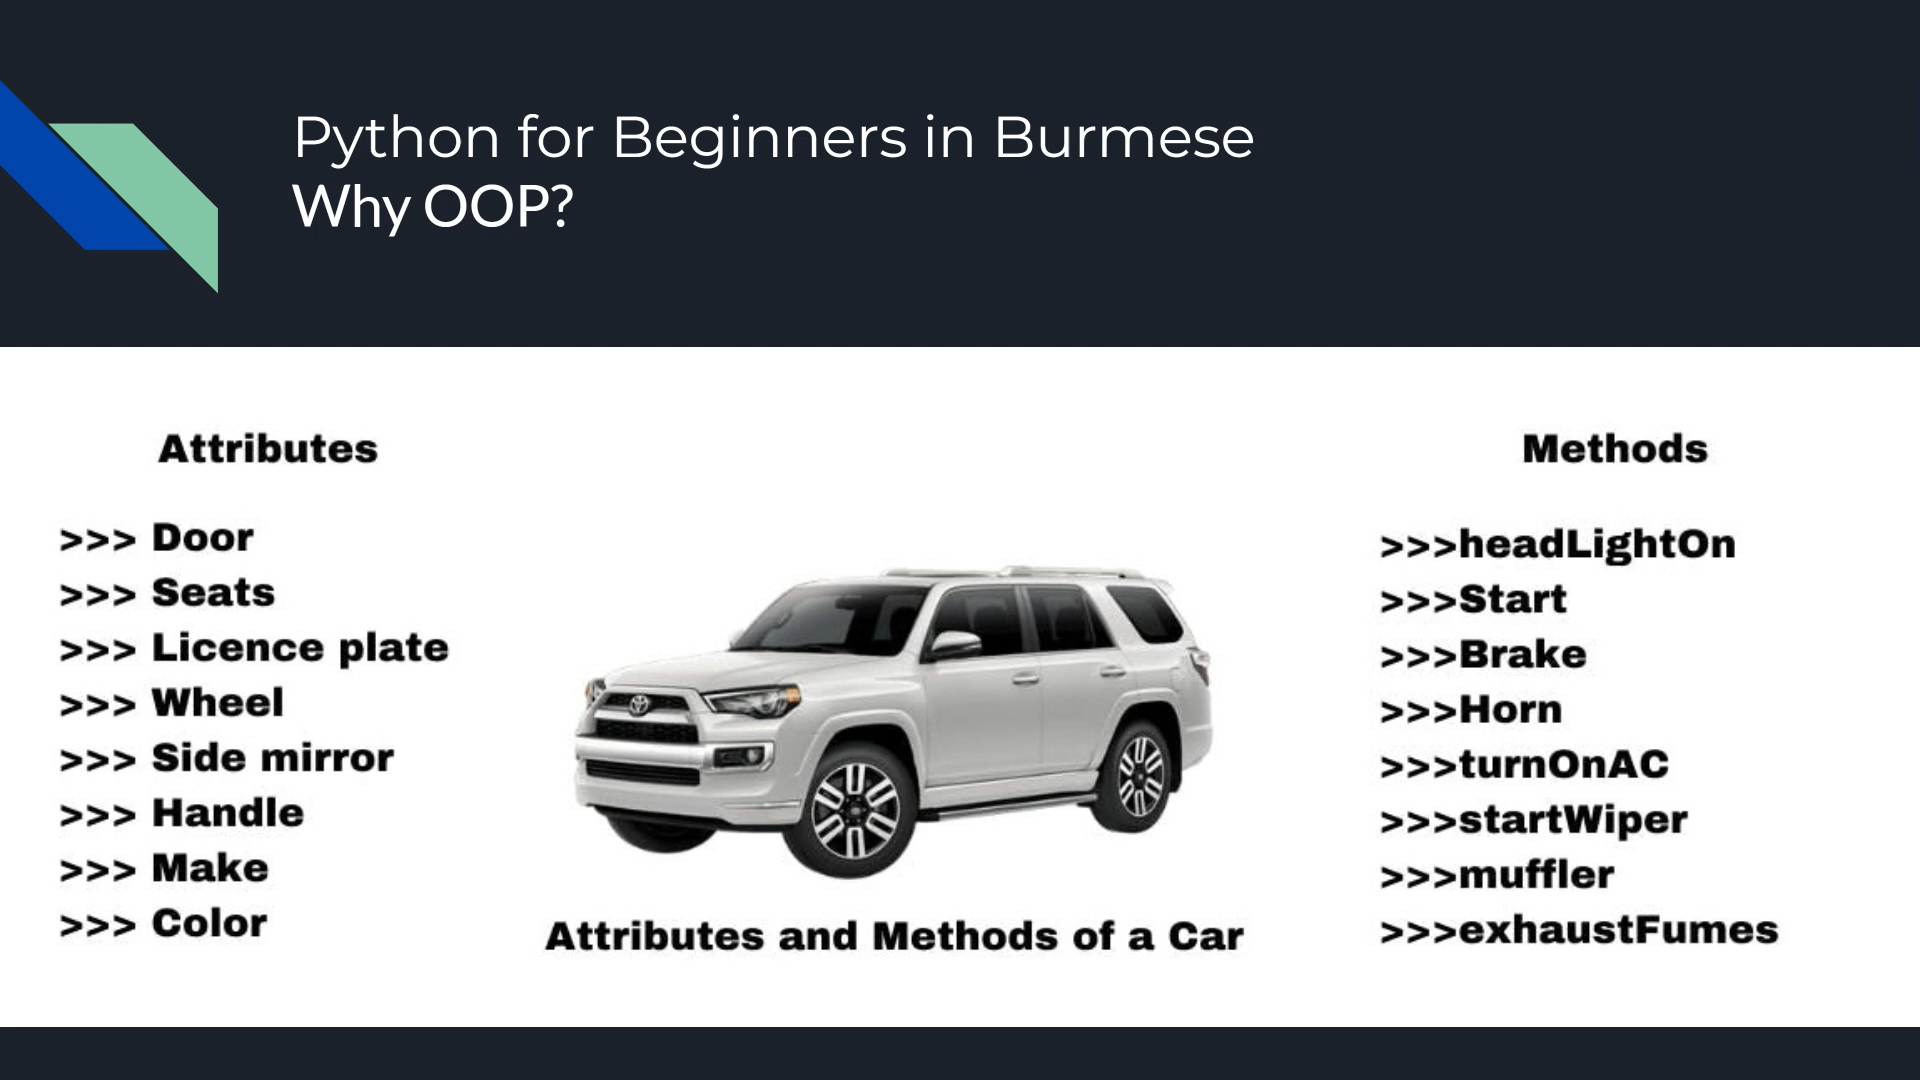 Python for Beginners in Burmese
Why OOP?
Attributes
>>> Door
>>> Seats
>>> Licence plate
>>> Wheel
>>> Side mirror
>>> Handle
>>> Make
>>> Color
Attributes and Methods of a Car
Methods
>>>headLightOn
>>>Start
>>>Brake
>>>Horn
>>>turnOnAC
>>>startWiper
>>>muffler
>>>exhaustFumes